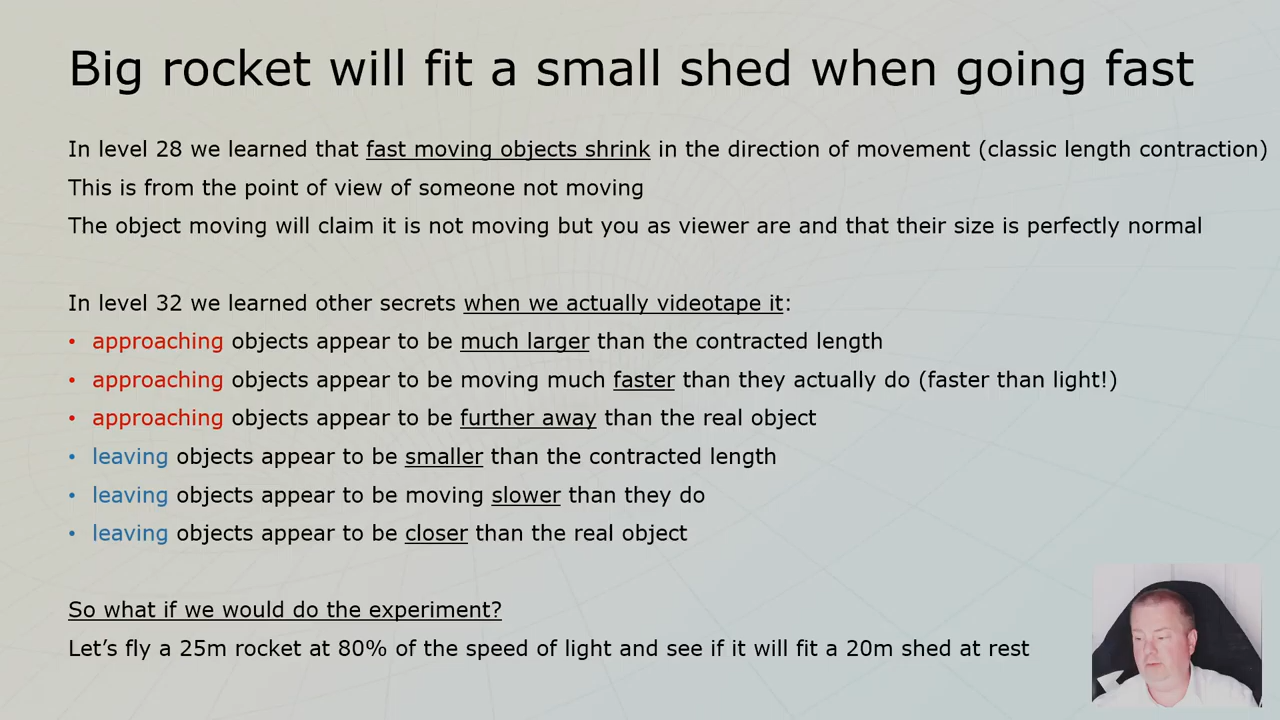 Big rocket will fit a small shed when going fast
In level 28 we learned that fast moving objects shrink in the direction of movement (classic length contraction)
This is from the point of view of someone not moving
The object moving will claim it is not moving but you as viewer are and that their size is perfectly normal
In level 32 we learned other secrets when we actually videotape it:
• approaching objects appear to be much larger than the contracted length
• approaching objects appear to be moving much faster than they actually do (faster than light!)
• approaching objects appear to be further away than the real object
• leaving objects appear to be smaller than the contracted length
• leaving objects appear to be moving slower than they do
• leaving objects appear to be closer than the real object
So what if we would do the experiment?
Let’s fly a 25m rocket at 80% of the speed of light and see if it will fit a 20m shed at rest